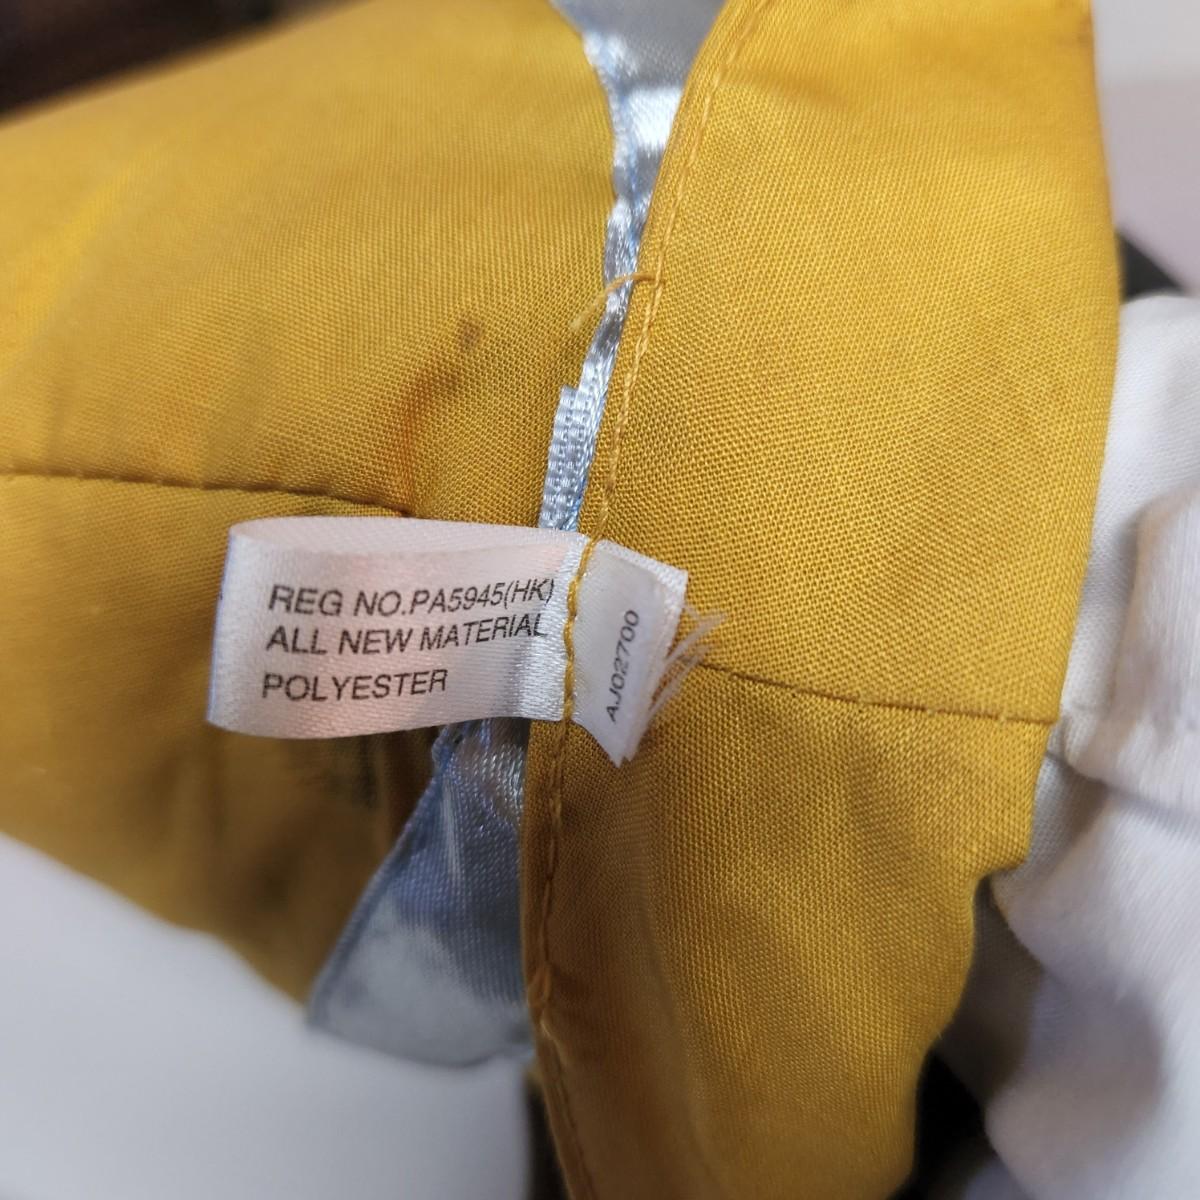 REG NO.PA5945(HK)
ALL NEW MATERIAL
POLYESTER
AJ02700